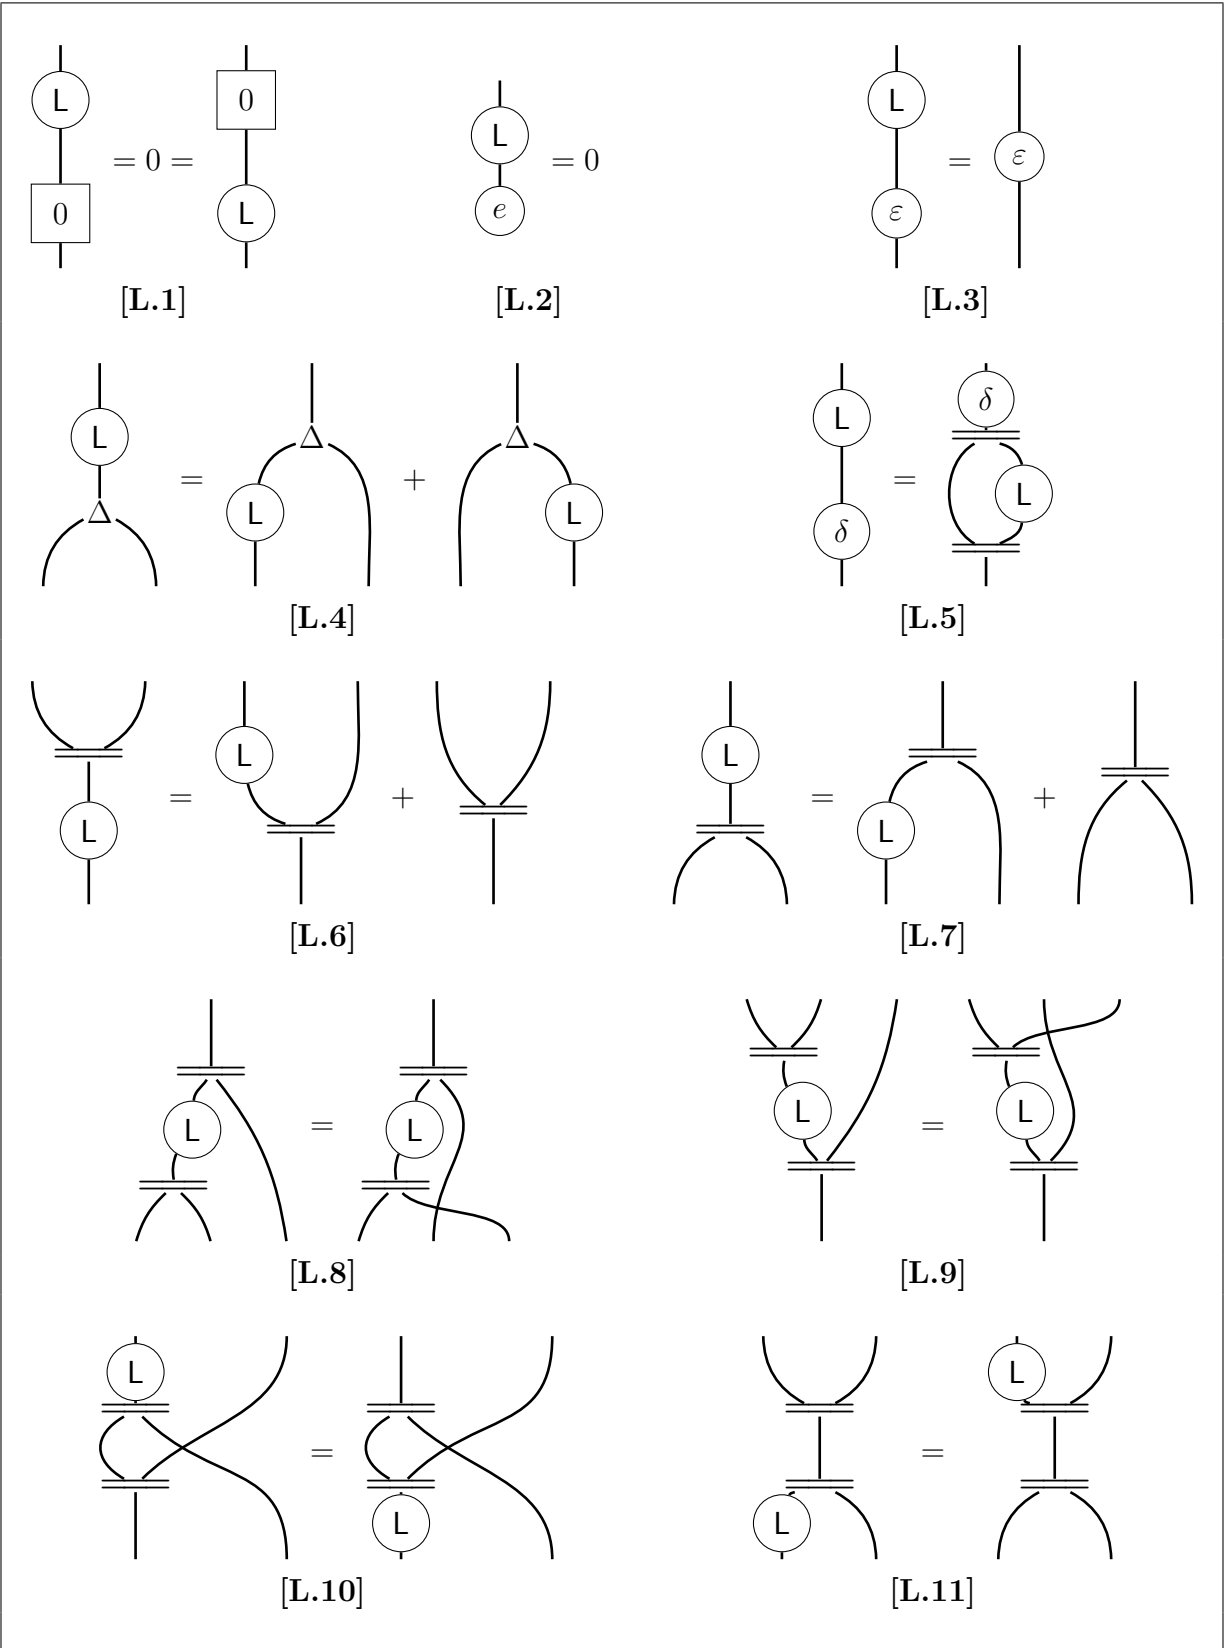 L 0 = 0 = 0 L
L e = 0
L ε = ε
[L.1] [L.2] [L.3]
L Δ = Δ L + Δ L
L δ = δ L
[L.4] [L.5]
L = L +
L = L +
[L.6] [L.7]
L = L
L = L
[L.8] [L.9]
L = L
L = L
[L.10] [L.11]